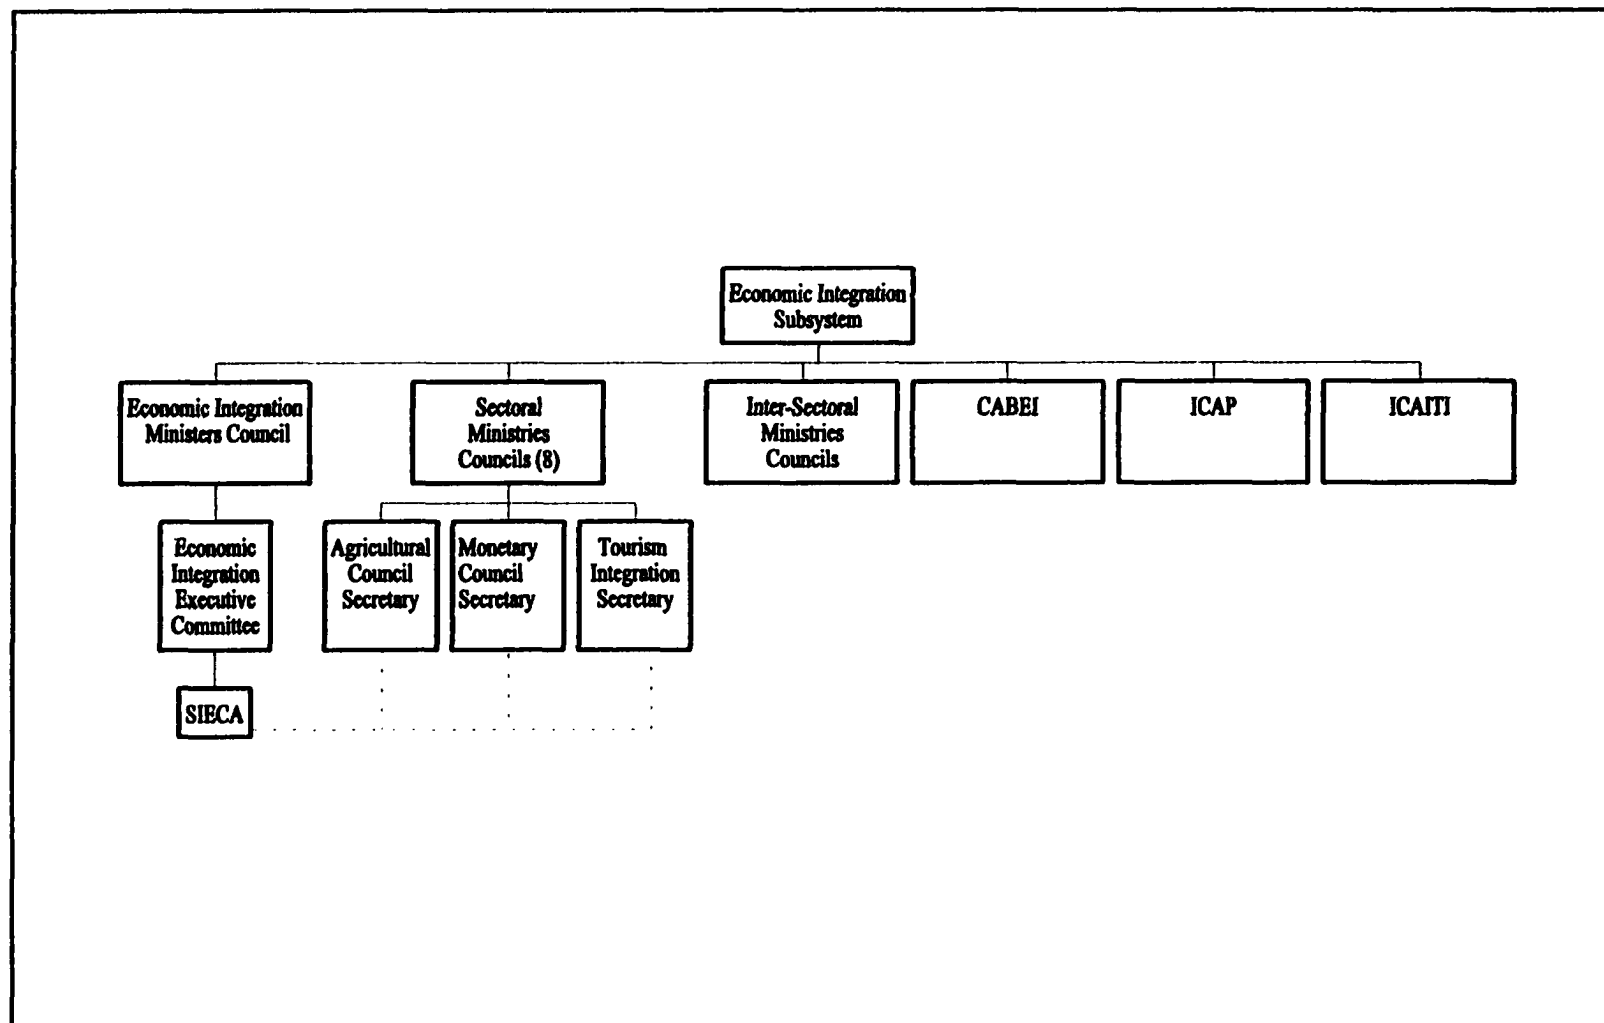 Economic Integration
Subsystem
Economic Integration
Ministers Council
Sectoral
Ministries
Councils (8)
Inter-Sectoral
Ministries
Councils
CABEI
ICAP
ICAITI
Economic
Integration
Executive
Committee
Agricultural
Council
Secretary
Monetary
Council
Secretary
Tourism
Integration
Secretary
SIECA